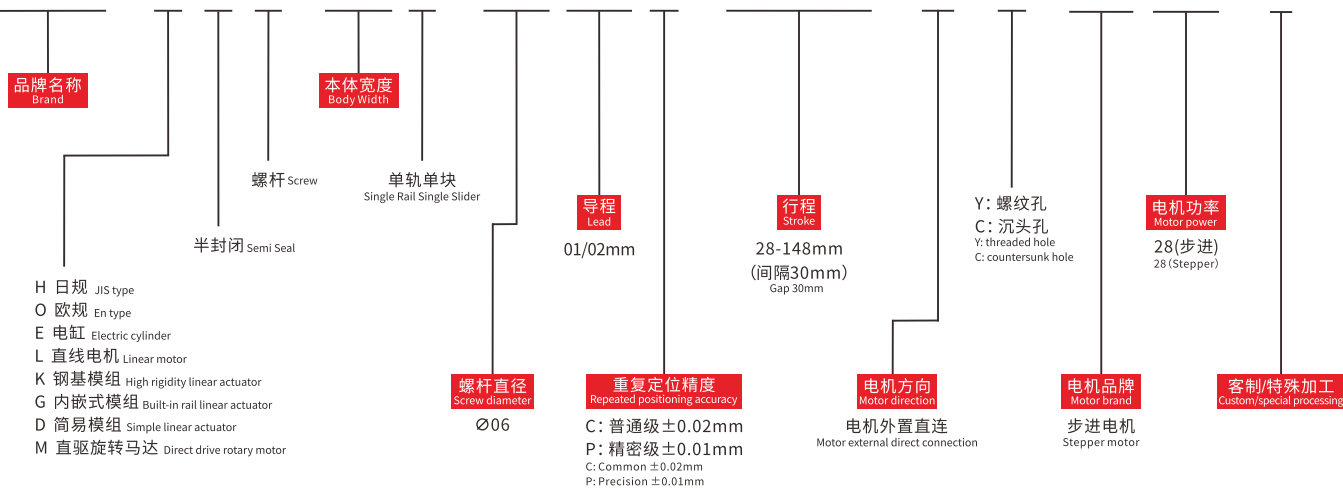 品牌名称
Brand
本体宽度
Body Width
螺杆 Screw
单轨单块
Single Rail Single Slider
半封闭 Semi Seal
导程
Lead
01/02mm
行程
Stroke
28-148mm
（间隔30mm）
Gap 30mm
Y：螺纹孔
C：沉头孔
Y: threaded hole
C: countersunk hole
电机功率
Motor power
28(步进)
28（Stepper）
H 日规 JIS type
O 欧规 En type
E 电缸 Electric cylinder
L 直线电机 Linear motor
K 钢基模组 High rigidity linear actuator
G 内嵌式模组 Built-in rail linear actuator
D 简易模组 Simple linear actuator
M 直驱旋转马达 Direct drive rotary motor
螺杆直径
Screw diameter
∅06
重复定位精度
Repeated positioning accuracy
C：普通级±0.02mm
P：精密级±0.01mm
C: Common ±0.02mm
P: Precision ±0.01mm
电机方向
Motor direction
电机外置直连
Motor external direct connection
电机品牌
Motor brand
步进电机
Stepper motor
客制/特殊加工
Custom/special processing